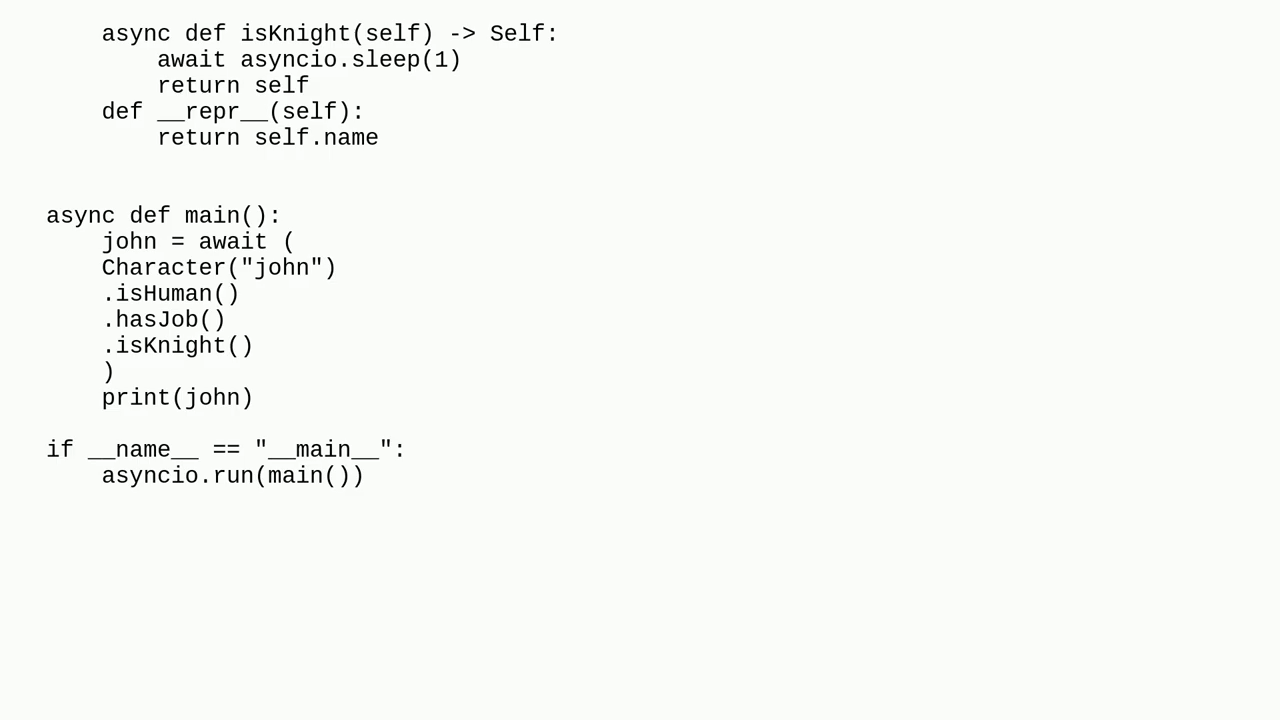 async def isKnight(self) -> Self:
await asyncio.sleep(1)
return self
def __repr__(self):
return self.name
async def main():
john = await (
Character("john")
.isHuman()
.hasJob()
.isKnight()
)
print(john)
if __name__ == "__main__":
asyncio.run(main())